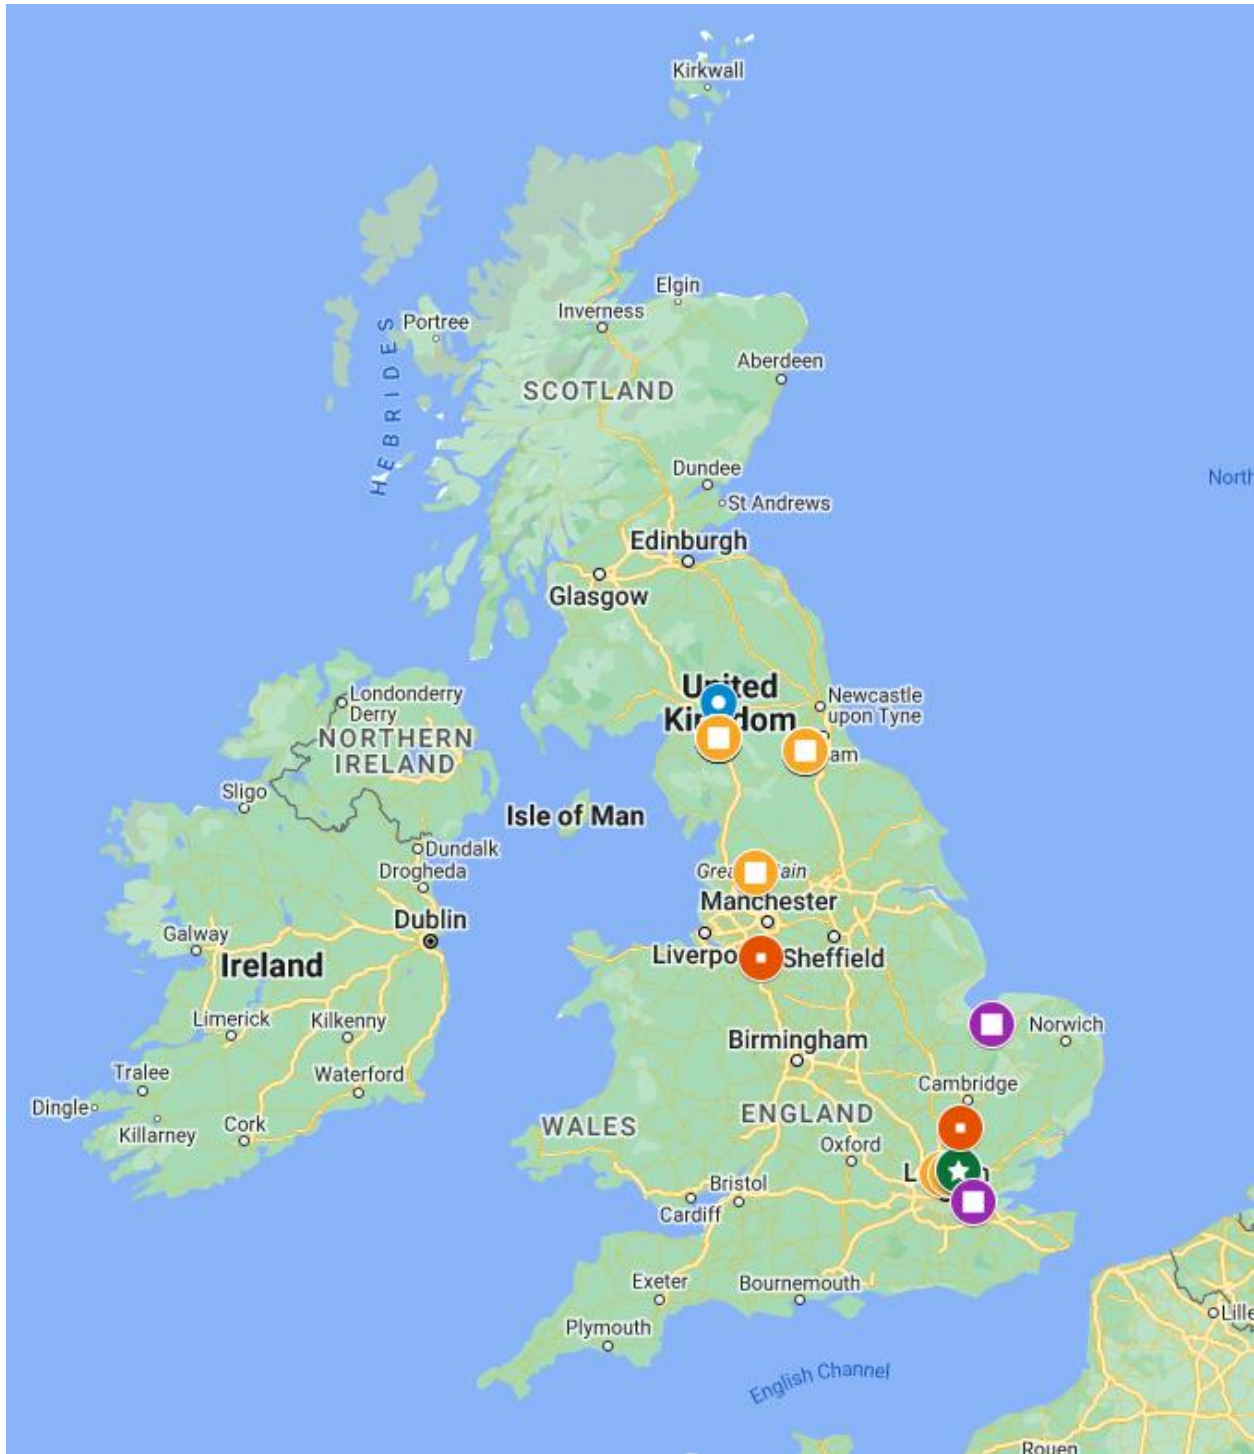 Kirkwall
Elgin
Inverness
Portree
HEBRIDES
Aberdeen
SCOTLAND
Dundee
St Andrews
North
Edinburgh
Glasgow
United
Londonderry
Derry
Newcastle
upon Tyne
NORTHERN
IRELAND
am
Sligo
Isle of Man
Dundalk
Drogheda
Manchester
Dublin
Galway
Ireland
Liverpo
Sheffield
Limerick
Kilkenny
Norwich
Birmingham
Tralee
Waterford
Cambridge
Dingle
Killarney
Cork
WALES
ENGLAND
Oxford
Bristol
Cardiff
Exeter
Bournemouth
Lille
Plymouth
English Channel
Rouen